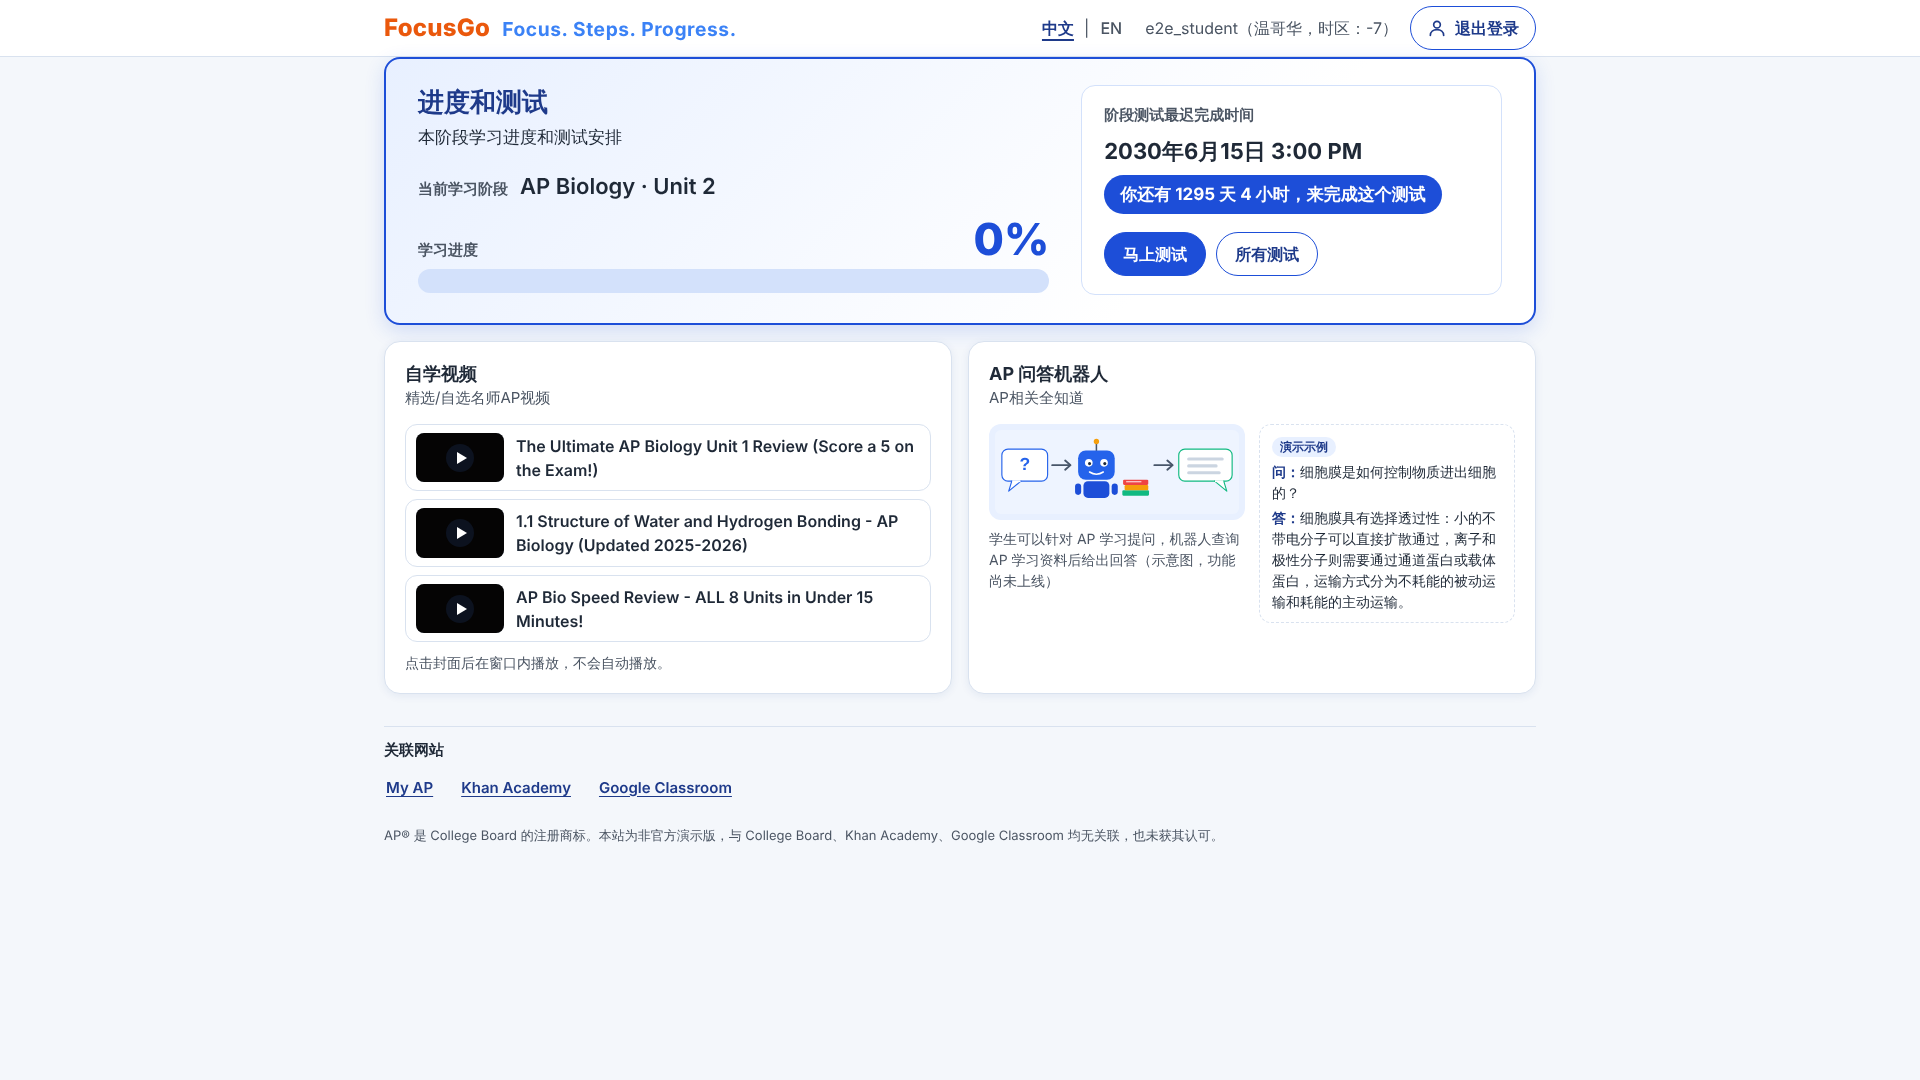 FocusGo Focus. Steps. Progress.
中文 | EN e2e_student（温哥华，时区：-7） 退出登录
进度和测试
本阶段学习进度和测试安排
当前学习阶段 AP Biology · Unit 2
学习进度 0%
阶段测试最迟完成时间
2030年6月15日 3:00 PM
你还有 1295 天 4 小时，来完成这个测试
马上测试 所有测试
自学视频
精选/自选名师AP视频
The Ultimate AP Biology Unit 1 Review (Score a 5 on
the Exam!)
1.1 Structure of Water and Hydrogen Bonding - AP
Biology (Updated 2025-2026)
AP Bio Speed Review - ALL 8 Units in Under 15
Minutes!
点击封面后在窗口内播放，不会自动播放。
AP 问答机器人
AP相关全知道
?
学生可以针对 AP 学习提问，机器人查询
AP 学习资料后给出回答（示意图，功能
尚未上线）
演示示例
问：细胞膜是如何控制物质进出细胞
的？
答：细胞膜具有选择透过性：小的不
带电分子可以直接扩散通过，离子和
极性分子则需要通过通道蛋白或载体
蛋白，运输方式分为不耗能的被动运
输和耗能的主动运输。
关联网站
My AP Khan Academy Google Classroom
AP® 是 College Board 的注册商标。本站为非官方演示版，与 College Board、Khan Academy、Google Classroom 均无关联，也未获其认可。